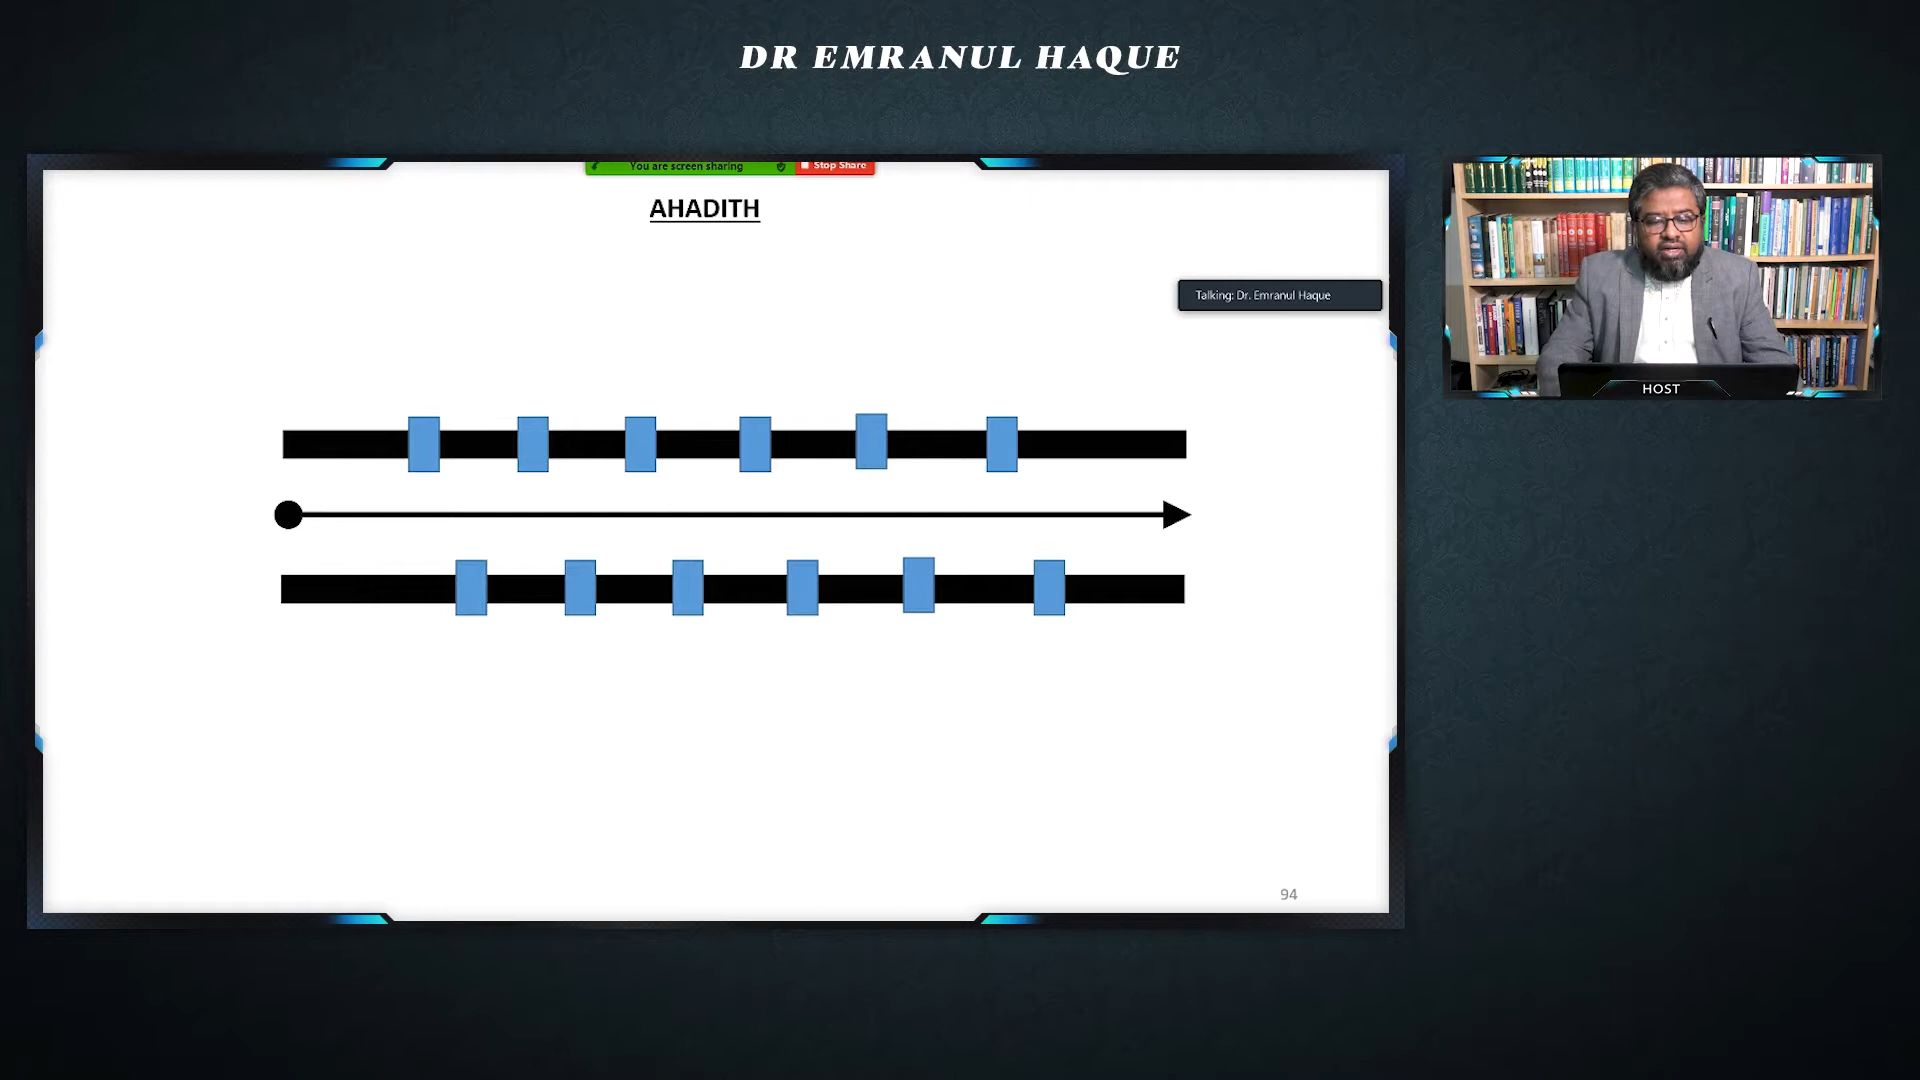 DR EMRANUL HAQUE
You are screen sharing
Stop Share
AHADITH
Talking: Dr. Emranul Haque
HOST
94